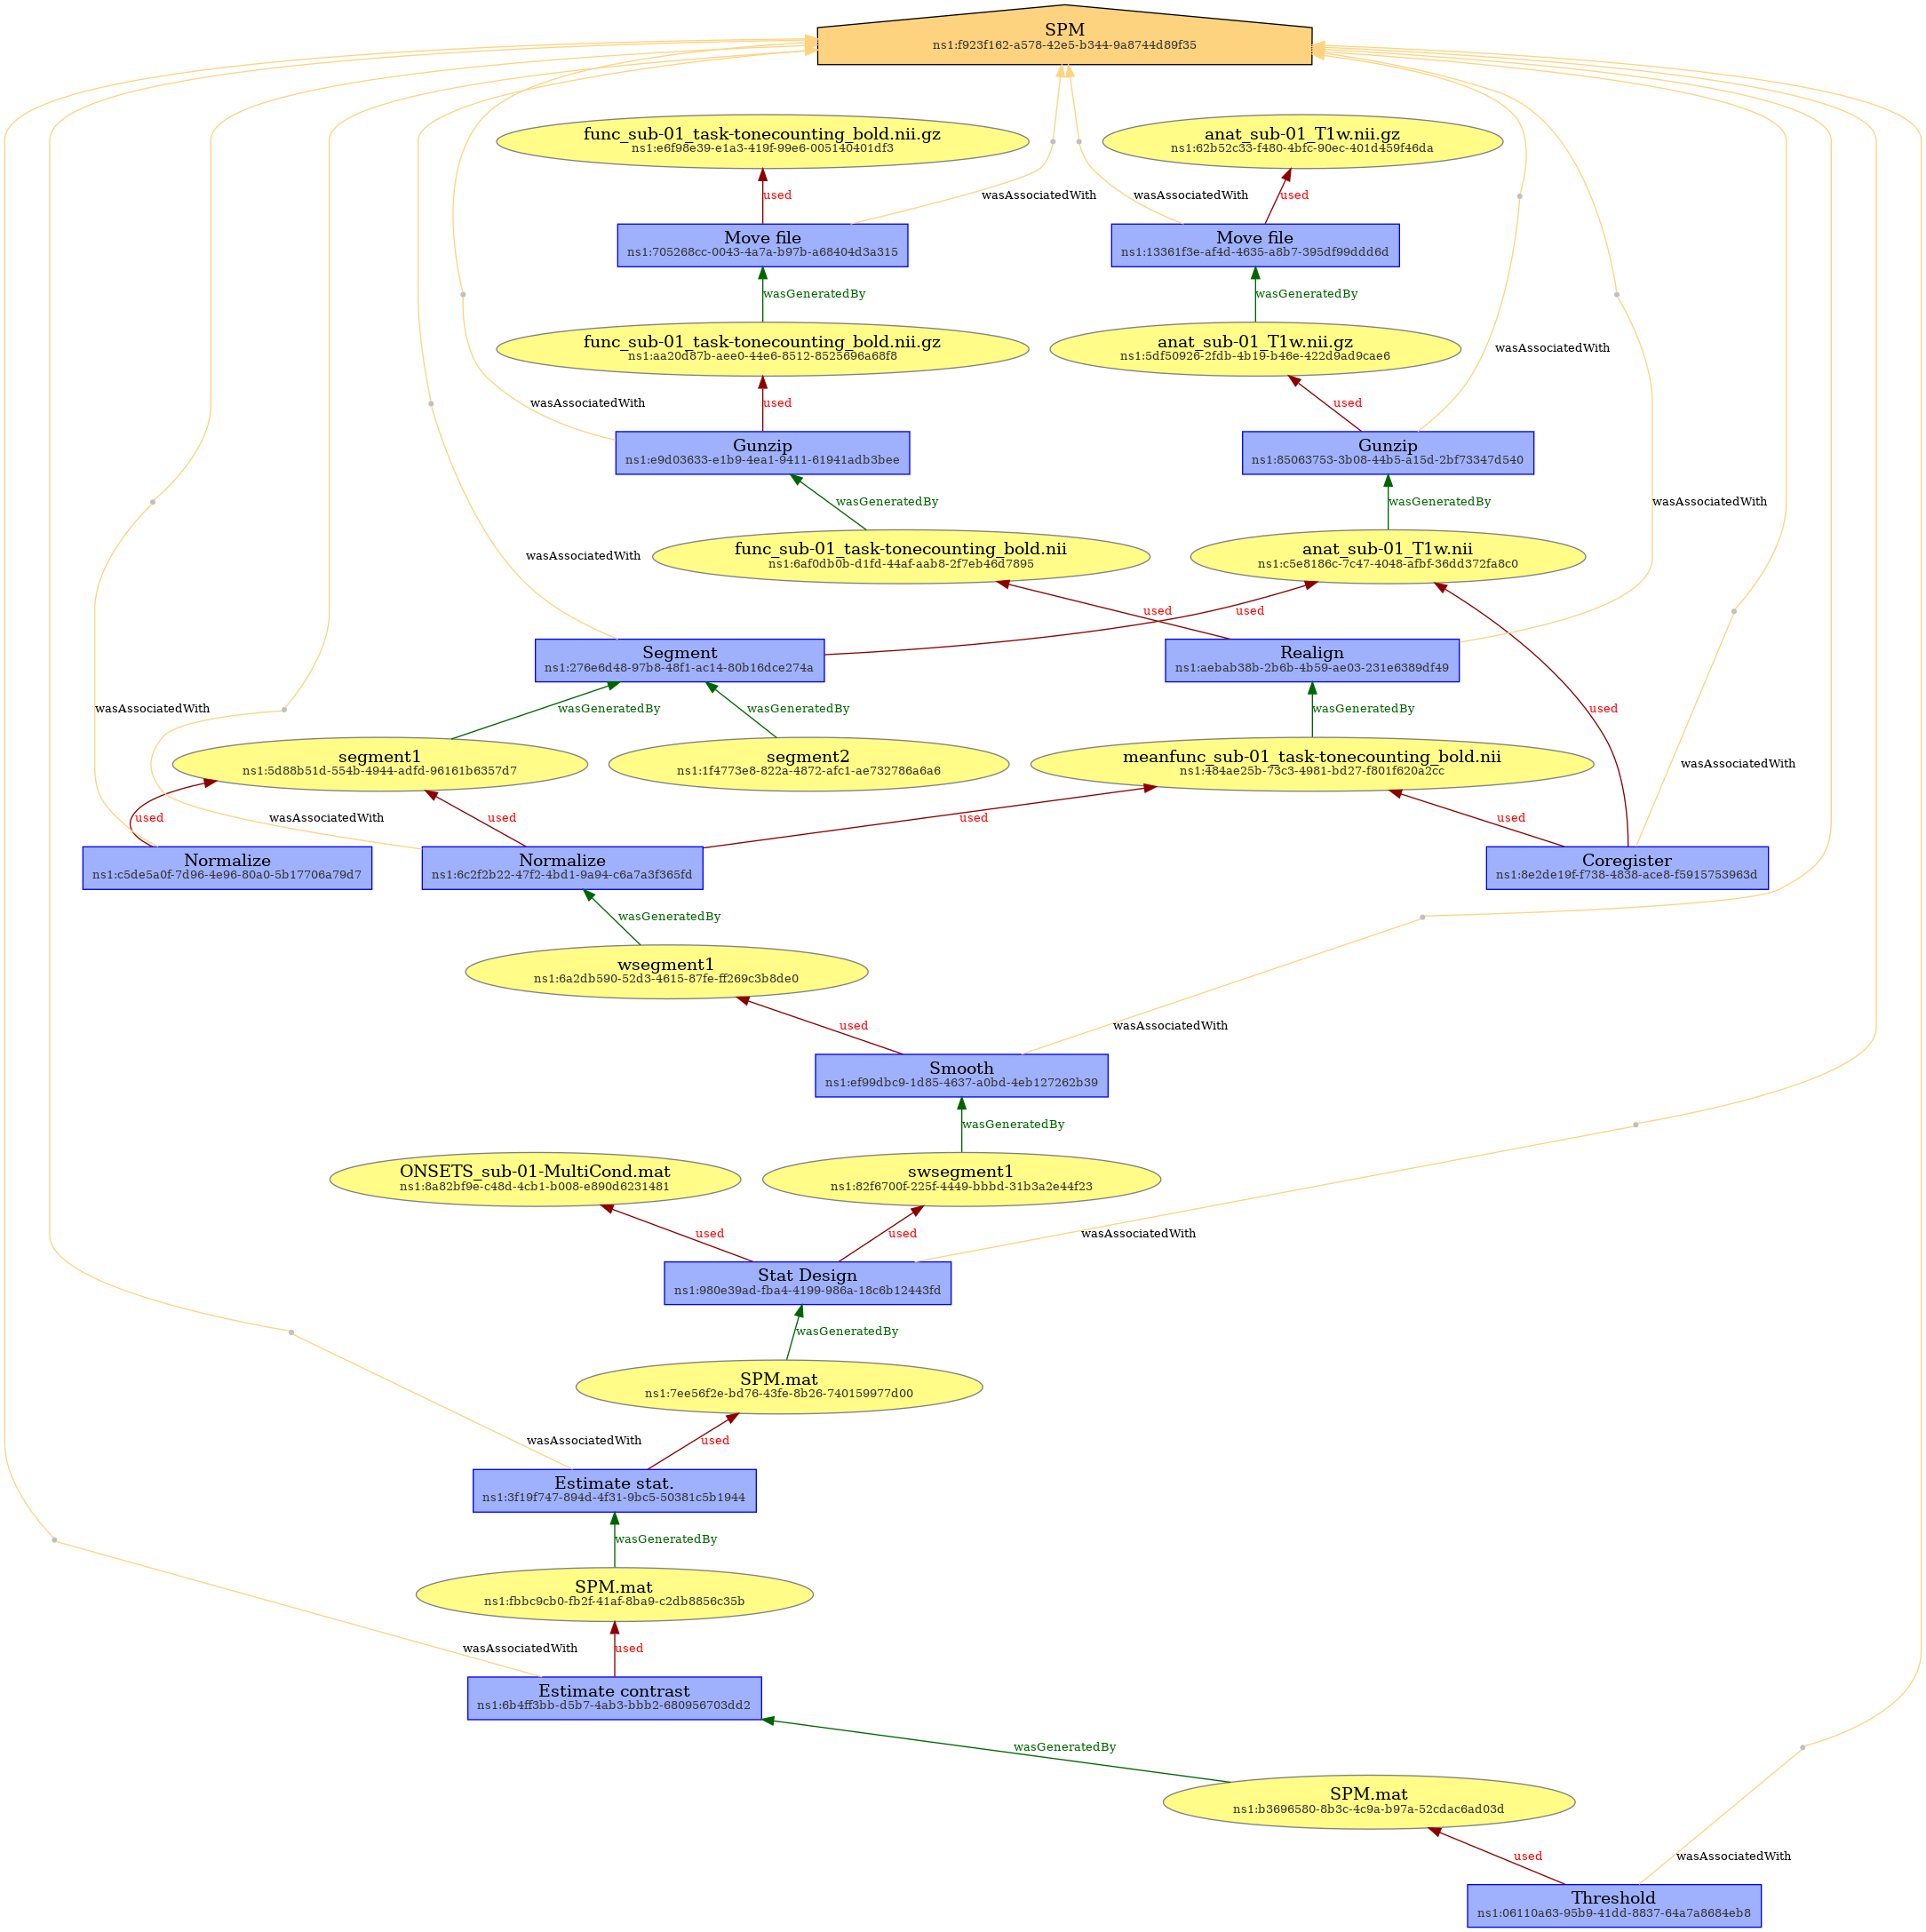 SPM
ns1:f923f162-a578-42e5-b344-9a8744d89f35
func_sub-01_task-tonecounting_bold.nii.gz
ns1:e6f98e39-e1a3-419f-99e6-005140401df3
anat_sub-01_T1w.nii.gz
ns1:62b52c33-f480-4bfc-90ec-401d459f46da
used
wasAssociatedWith
wasAssociatedWith
used
Move file
ns1:705268cc-0043-4a7a-b97b-a68404d3a315
Move file
ns1:13361f3e-af4d-4635-a8b7-395df99ddd6d
wasGeneratedBy
wasGeneratedBy
func_sub-01_task-tonecounting_bold.nii.gz
ns1:aa20d87b-aee0-44e6-8512-8525696a68f8
anat_sub-01_T1w.nii.gz
ns1:5df50926-2fdb-4b19-b46e-422d9ad9cae6
wasAssociatedWith
wasAssociatedWith
used
used
Gunzip
ns1:e9d03633-e1b9-4ea1-9411-61941adb3bee
Gunzip
ns1:85063753-3b08-44b5-a15d-2bf73347d540
wasGeneratedBy
wasGeneratedBy
wasAssociatedWith
func_sub-01_task-tonecounting_bold.nii
ns1:6af0db0b-d1fd-44af-aab8-2f7eb46d7895
anat_sub-01_T1w.nii
ns1:c5e8186c-7c47-4048-afbf-36dd372fa8c0
wasAssociatedWith
used
used
Segment
ns1:276e6d48-97b8-48f1-ac14-80b16dce274a
Realign
ns1:aebab38b-2b6b-4b59-ae03-231e6389df49
wasAssociatedWith
wasGeneratedBy
wasGeneratedBy
wasGeneratedBy
used
segment1
ns1:5d88b51d-554b-4944-adfd-96161b6357d7
segment2
ns1:1f4773e8-822a-4872-afc1-ae732786a6a6
meanfunc_sub-01_task-tonecounting_bold.nii
ns1:484ae25b-73c3-4981-bd27-f801f620a2cc
wasAssociatedWith
used
wasAssociatedWith
used
used
used
Normalize
ns1:c5de5a0f-7d96-4e96-80a0-5b17706a79d7
Normalize
ns1:6c2f2b22-47f2-4bd1-9a94-c6a7a3f365fd
Coregister
ns1:8e2de19f-f738-4838-ace8-f5915753963d
wasGeneratedBy
wsegment1
ns1:6a2db590-52d3-4615-87fe-ff269c3b8de0
used
wasAssociatedWith
Smooth
ns1:ef99dbc9-1d85-4637-a0bd-4eb127262b39
wasGeneratedBy
ONSETS_sub-01-MultiCond.mat
ns1:8a82bf9e-c48d-4cb1-b008-e890d6231481
swsegment1
ns1:82f6700f-225f-4449-bbbd-31b3a2e44f23
used
used
wasAssociatedWith
Stat Design
ns1:980e39ad-fba4-4199-986a-18c6b12443fd
wasGeneratedBy
SPM.mat
ns1:7ee56f2e-bd76-43fe-8b26-740159977d00
wasAssociatedWith
used
Estimate stat.
ns1:3f19f747-894d-4f31-9bc5-50381c5b1944
wasGeneratedBy
SPM.mat
ns1:fbbc9cb0-fb2f-41af-8ba9-c2db8856c35b
wasAssociatedWith
used
Estimate contrast
ns1:6b4ff3bb-d5b7-4ab3-bbb2-680956703dd2
wasGeneratedBy
SPM.mat
ns1:b3696580-8b3c-4c9a-b97a-52cdac6ad03d
used
wasAssociatedWith
Threshold
ns1:06110a63-95b9-41dd-8837-64a7a8684eb8